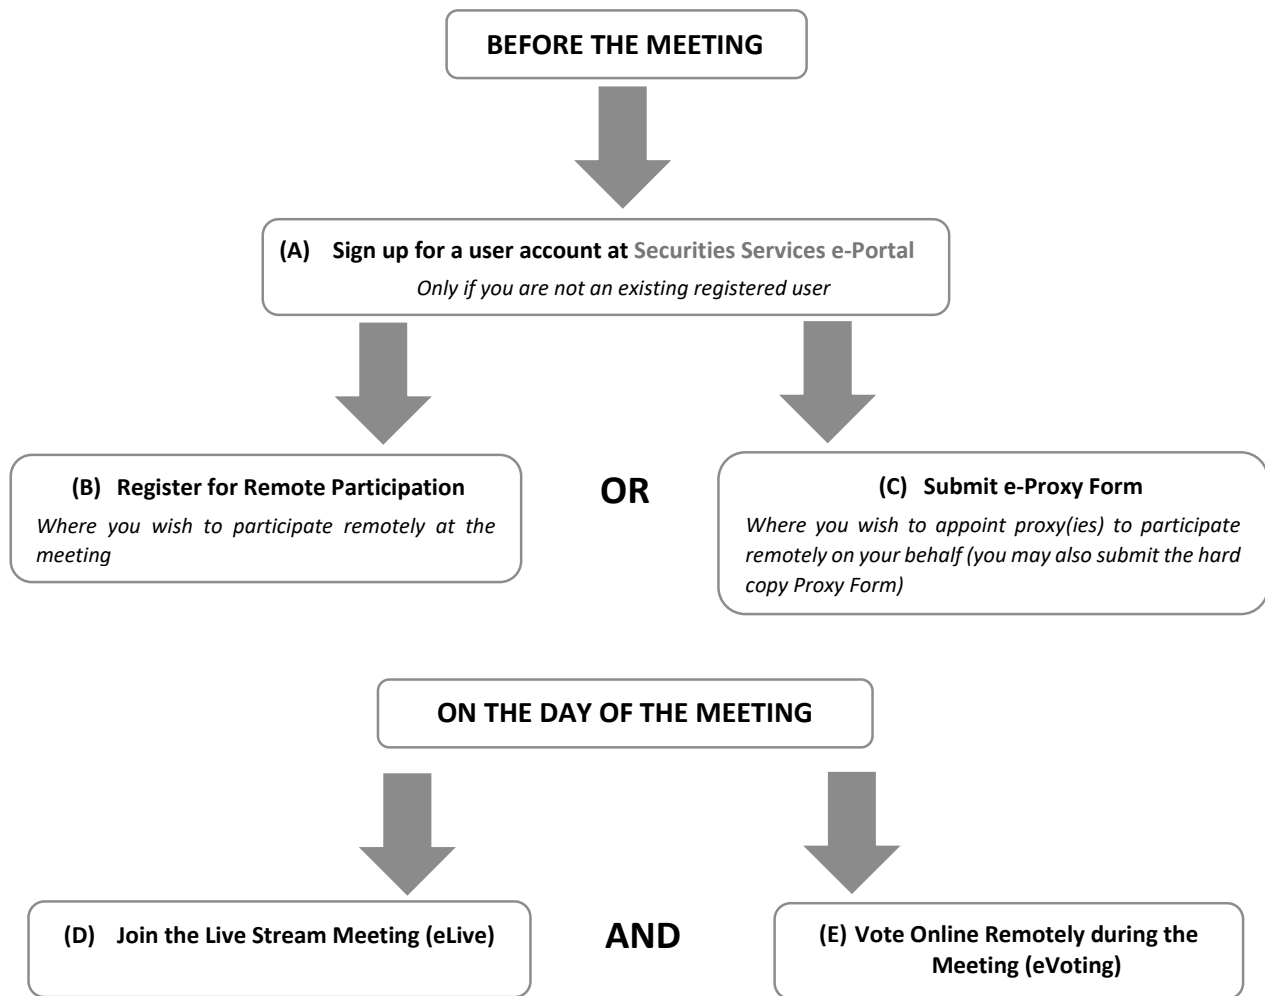 BEFORE THE MEETING
(A) Sign up for a user account at Securities Services e-Portal
Only if you are not an existing registered user
(B) Register for Remote Participation
Where you wish to participate remotely at the
meeting
OR
(C) Submit e-Proxy Form
Where you wish to appoint proxy(ies) to participate
remotely on your behalf (you may also submit the hard
copy Proxy Form)
ON THE DAY OF THE MEETING
(D) Join the Live Stream Meeting (eLive)
AND
(E) Vote Online Remotely during the
Meeting (eVoting)